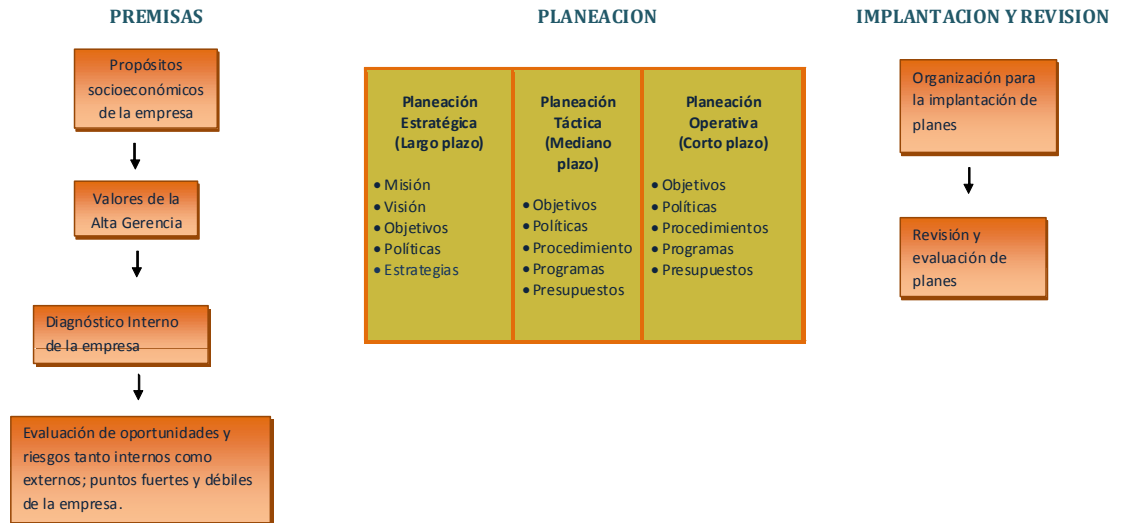 PREMISAS
Propósitos
socioeconómicos
de la empresa
Valores de la
Alta Gerencia
Diagnóstico Interno
de la empresa
Evaluación de oportunidades y
riesgos tanto internos como
externos; puntos fuertes y débiles
de la empresa.
PLANEACION
Planeación
Estratégica
(Largo plazo)
• Misión
• Visión
• Objetivos
• Políticas
• Estrategias
Planeación
Táctica
(Mediano
plazo)
• Objetivos
• Políticas
• Procedimiento
• Programas
• Presupuestos
Planeación
Operativa
(Corto plazo)
• Objetivos
• Políticas
• Procedimientos
• Programas
• Presupuestos
IMPLANTACION Y REVISION
Organización para
la implantación de
planes
Revisión y
evaluación de
planes